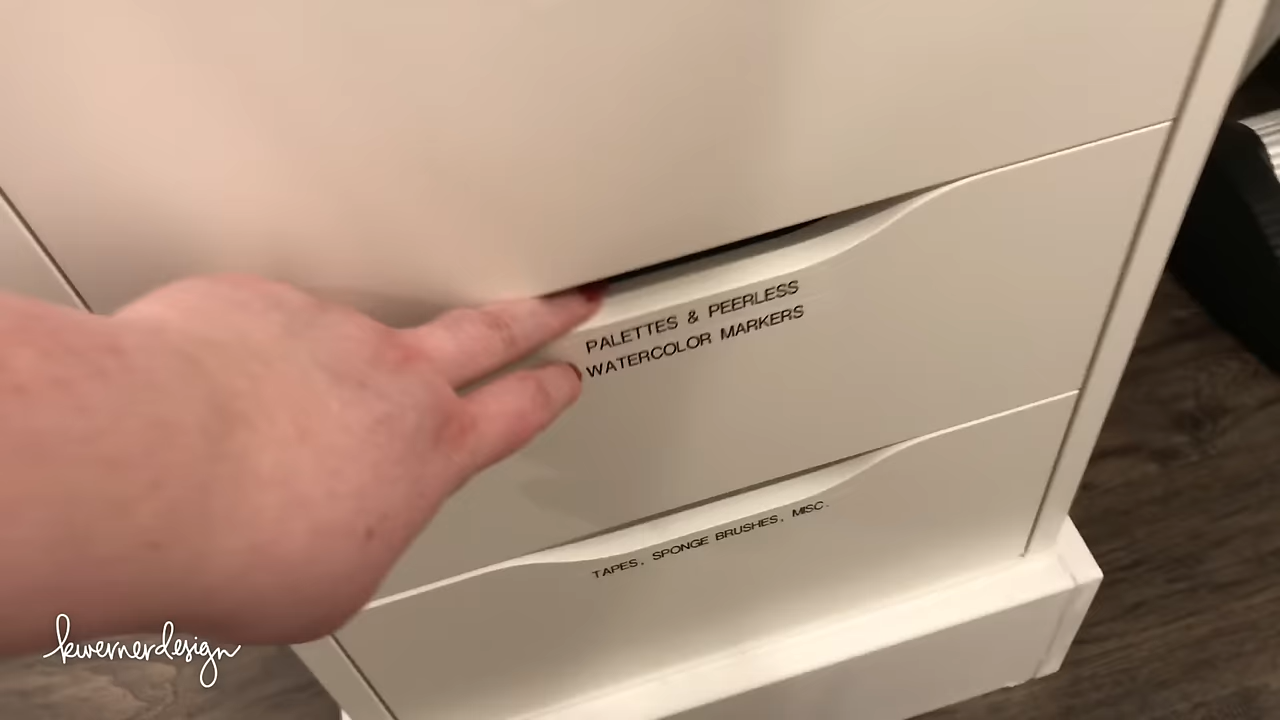 PALETTES & PEERLESS
WATERCOLOR MARKERS
TAPES, SPONGE BRUSHES, MISC.
kwernerdesign